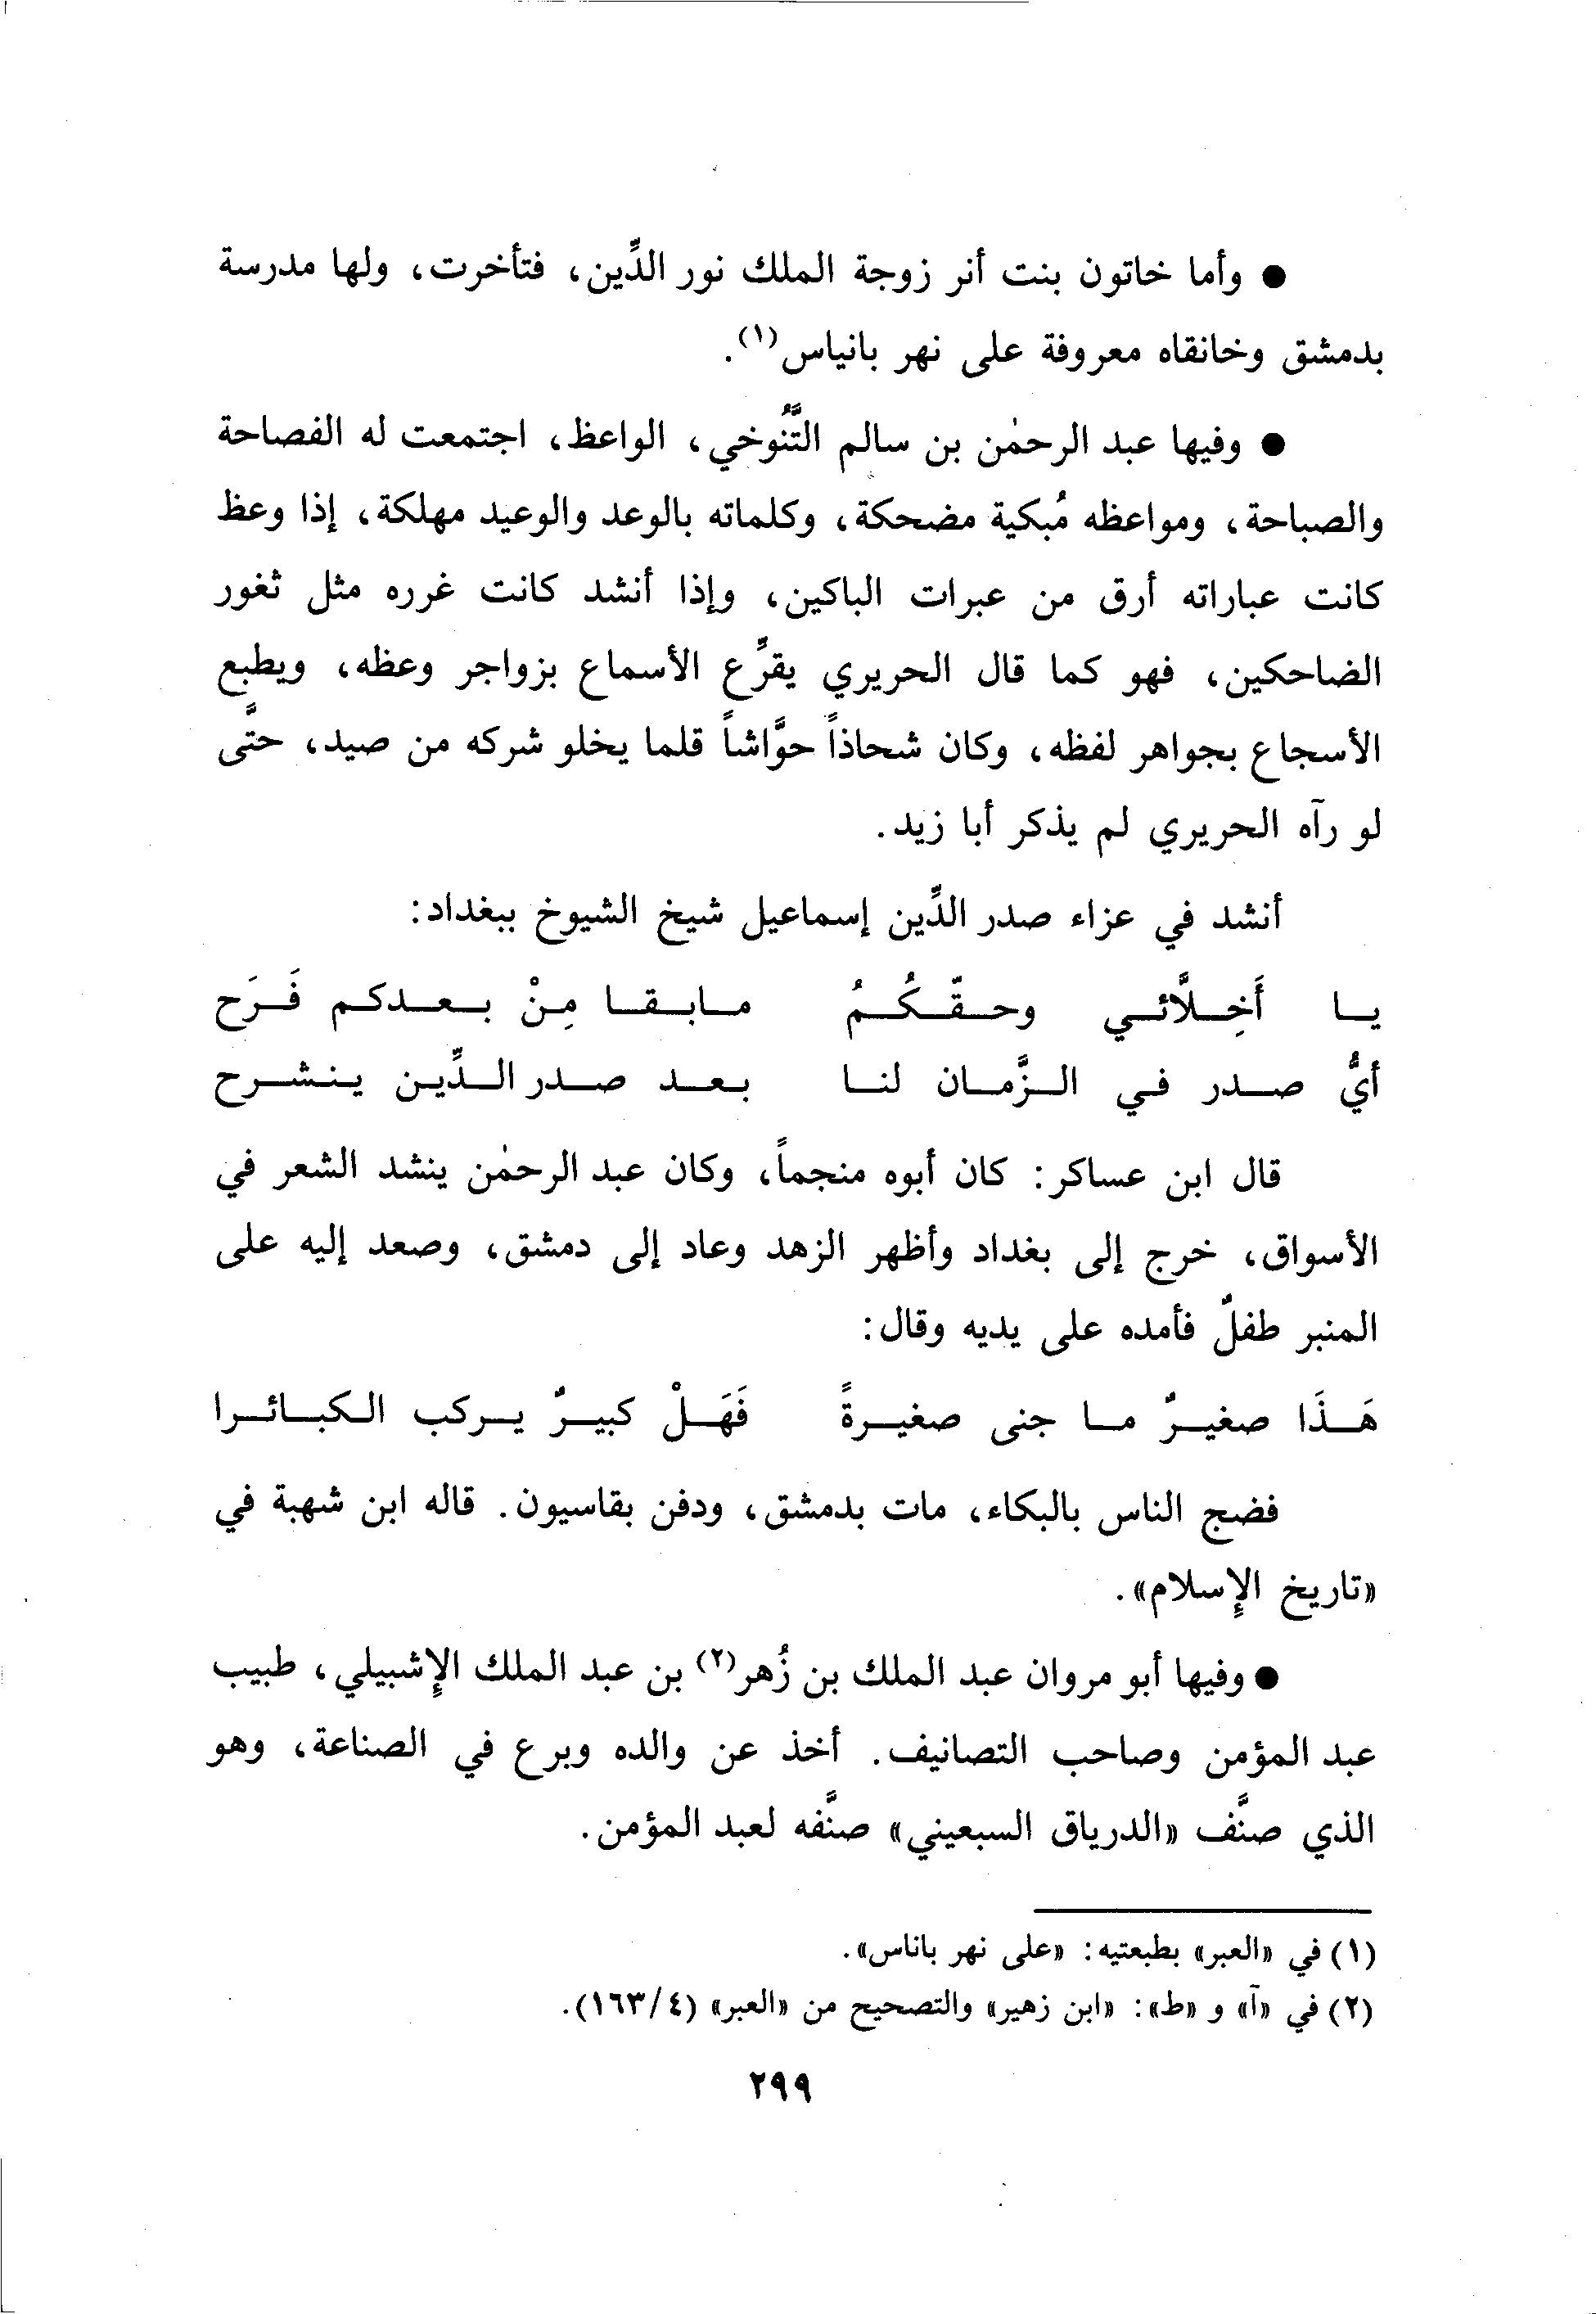 ● وأما خاتون بنت أنر زوجة الملك نور الدِّين، فتأخرت، ولها مدرسة
بدمشق وخانقاه معروفة على نهر بانياس(١).
● وفيها عبد الرحمٰن بن سالم التَّنُوخي، الواعظ، اجتمعت له الفصاحة
والصباحة، ومواعظه مُبكية مضحكة، وكلماته بالوعد والوعيد مهلكة، إذا وعظ
كانت عباراته أرق من عبرات الباكين، وإذا أنشد كانت غرره مثل ثغور
الضاحكين، فهو كما قال الحريري يقرِّع الأسماع بزواجر وعظه، ويطبع
الأسجاع بجواهر لفظه، وكان شحاذاً حوَّاشاً قلما يخلو شركه من صيد، حتَّى
لو رآه الحريري لم يذكر أبا زيد.
أنشد في عزاء صدر الدِّين إسماعيل شيخ الشيوخ ببغداد:
يا أَخِلَّائي وحقّكُمُ مابقا مِنْ بعدكم فَرَح
أيُّ صدر في الزَّمان لنا بعد صدر الدِّين ينشرح
قال ابن عساكر: كان أبوه منجماً، وكان عبد الرحمٰن ينشد الشعر في
الأسواق، خرج إلى بغداد وأظهر الزهد وعاد إلى دمشق، وصعد إليه على
المنبر طفلٌ فأمده على يديه وقال:
هَذَا صغيرٌ ما جنى صغيرةً فَهَلْ كبيرٌ يركب الكبائرا
فضج الناس بالبكاء، مات بدمشق، ودفن بقاسيون. قاله ابن شهبة في
«تاريخ الإسلام».
● وفيها أبو مروان عبد الملك بن زُهر(٢) بن عبد الملك الإشبيلي، طبيب
عبد المؤمن وصاحب التصانيف. أخذ عن والده وبرع في الصناعة، وهو
الذي صنَّف «الدرياق السبعيني» صنَّفه لعبد المؤمن.
(١) في «العبر» بطبعتيه: «على نهر باناس».
(٢) في «آ» و «ط»: «ابن زهير» والتصحيح من «العبر» (٤/ ١٦٣).
٢٩٩